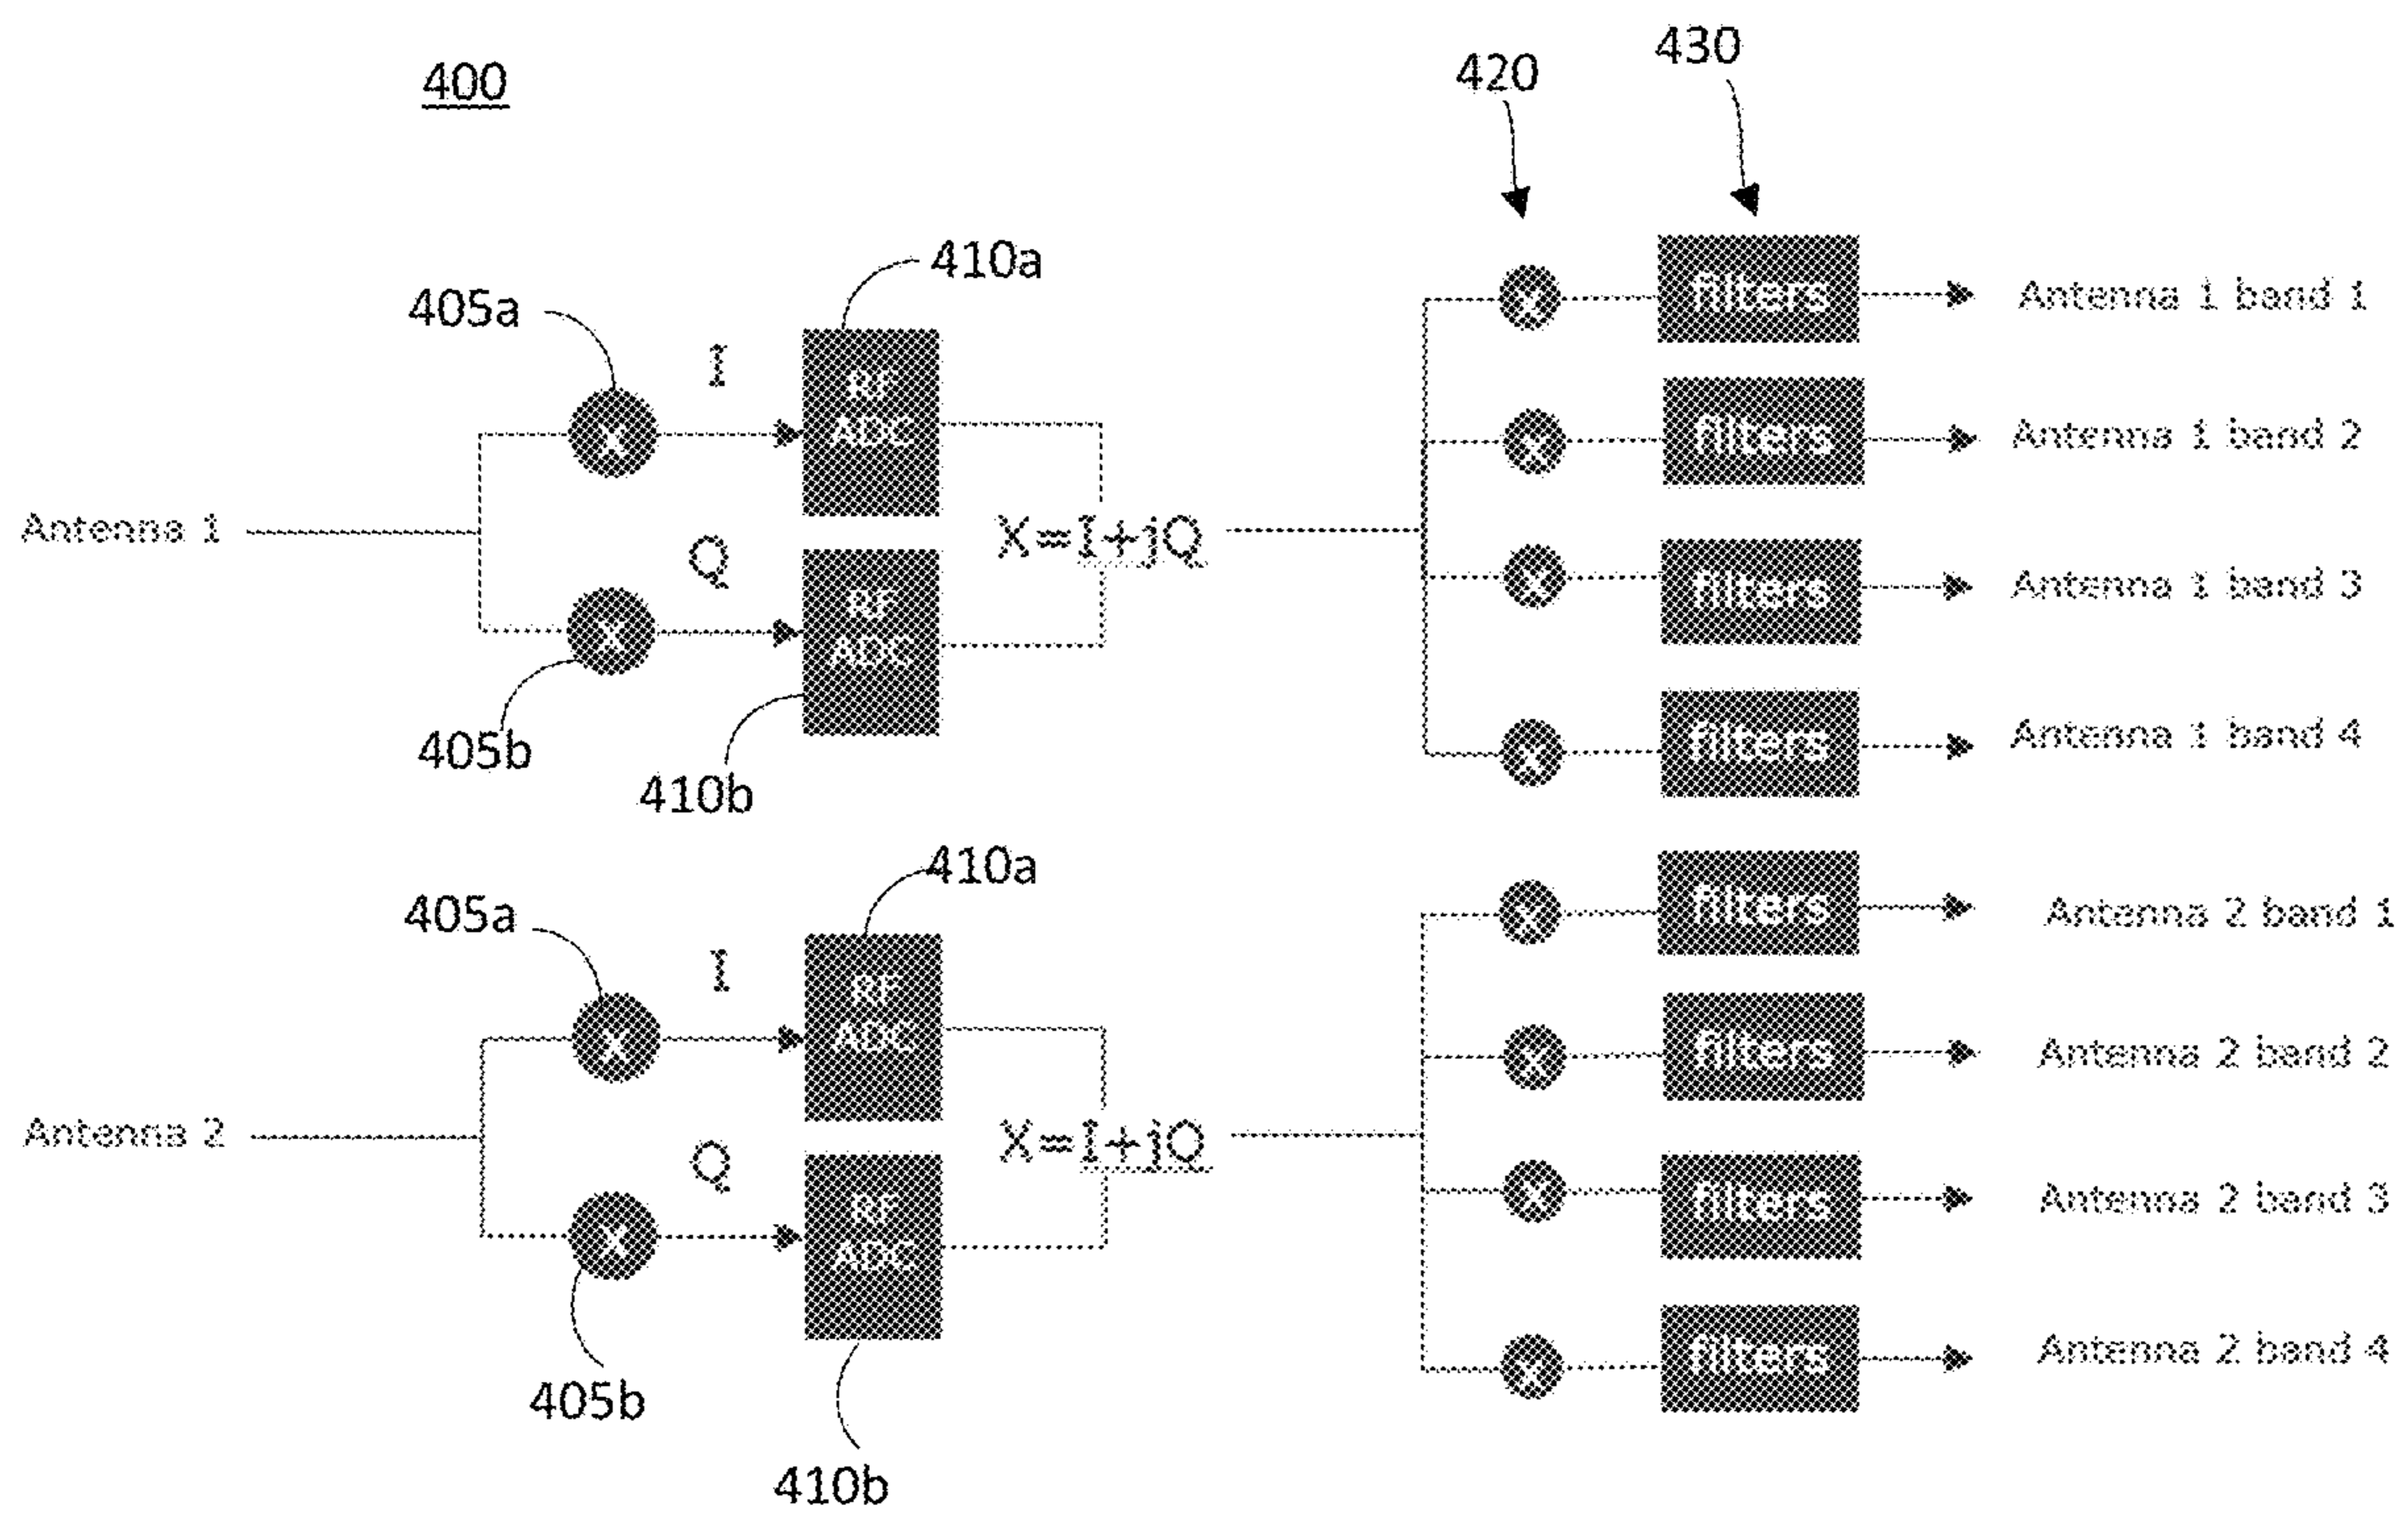 400
420
430
410a
405a
I
RF
ADC
filters
Antenna 1 band 1
x
x
filters
Antenna 1 band 2
x
Antenna 1
Q
X=I+jQ
RF
ADC
x
filters
Antenna 1 band 3
x
405b
410b
x
filters
Antenna 1 band 4
410a
405a
I
RF
ADC
x
filters
Antenna 2 band 1
x
x
filters
Antenna 2 band 2
Antenna 2
Q
X=I+jQ
RF
ADC
x
filters
Antenna 2 band 3
x
405b
410b
x
filters
Antenna 2 band 4